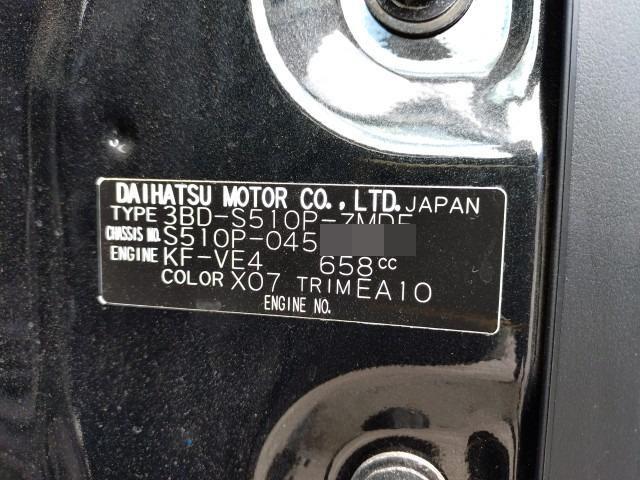 DAIHATSU MOTOR CO., LTD. JAPAN
TYPE 3BD-S510P-ZMDF
CHASSIS NO. S510P-045
ENGINE KF-VE4 658cc
COLOR X07 TRIM EA10
ENGINE NO.